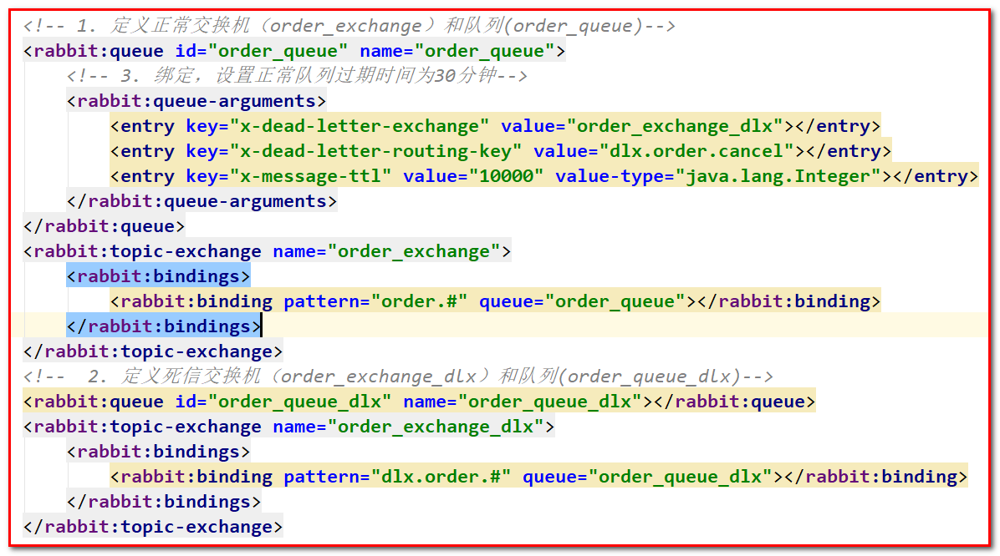 <!-- 1. 定义正常交换机（order_exchange）和队列(order_queue)-->
<rabbit:queue id="order_queue" name="order_queue">
    <!-- 3. 绑定，设置正常队列过期时间为30分钟-->
    <rabbit:queue-arguments>
        <entry key="x-dead-letter-exchange" value="order_exchange_dlx"></entry>
        <entry key="x-dead-letter-routing-key" value="dlx.order.cancel"></entry>
        <entry key="x-message-ttl" value="10000" value-type="java.lang.Integer"></entry>
    </rabbit:queue-arguments>
</rabbit:queue>
<rabbit:topic-exchange name="order_exchange">
    <rabbit:bindings>
        <rabbit:binding pattern="order.#" queue="order_queue"></rabbit:binding>
    </rabbit:bindings>
</rabbit:topic-exchange>
<!--  2. 定义死信交换机（order_exchange_dlx）和队列(order_queue_dlx)-->
<rabbit:queue id="order_queue_dlx" name="order_queue_dlx"></rabbit:queue>
<rabbit:topic-exchange name="order_exchange_dlx">
    <rabbit:bindings>
        <rabbit:binding pattern="dlx.order.#" queue="order_queue_dlx"></rabbit:binding>
    </rabbit:bindings>
</rabbit:topic-exchange>